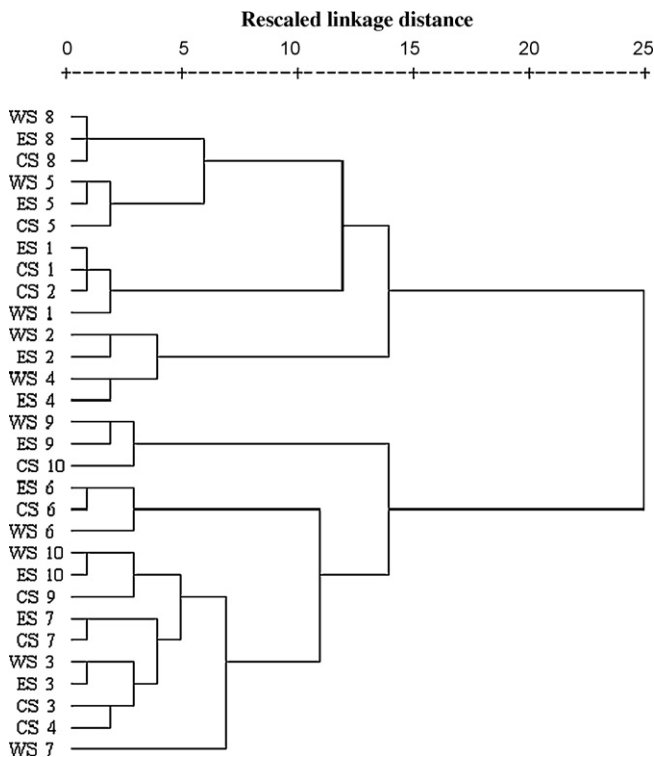 Rescaled linkage distance
0 5 10 15 20 25
WS 8
ES 8
CS 8
WS 5
ES 5
CS 5
ES 1
CS 1
CS 2
WS 1
WS 2
ES 2
WS 4
ES 4
WS 9
ES 9
CS 10
ES 6
CS 6
WS 6
WS 10
ES 10
CS 9
ES 7
CS 7
WS 3
ES 3
CS 3
CS 4
WS 7